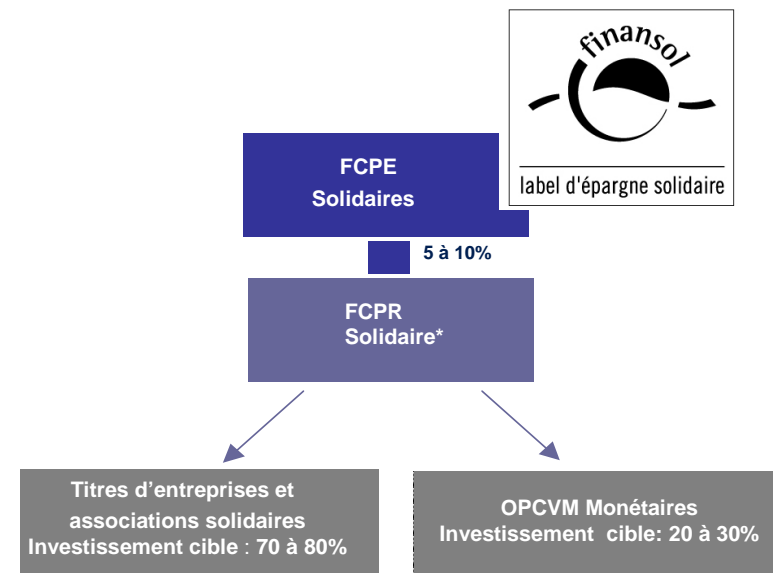 finansol
label d'épargne solidaire
FCPE
Solidaires
5 à 10%
FCPR
Solidaire*
Titres d'entreprises et
associations solidaires
Investissement cible : 70 à 80%
OPCVM Monétaires
Investissement cible: 20 à 30%